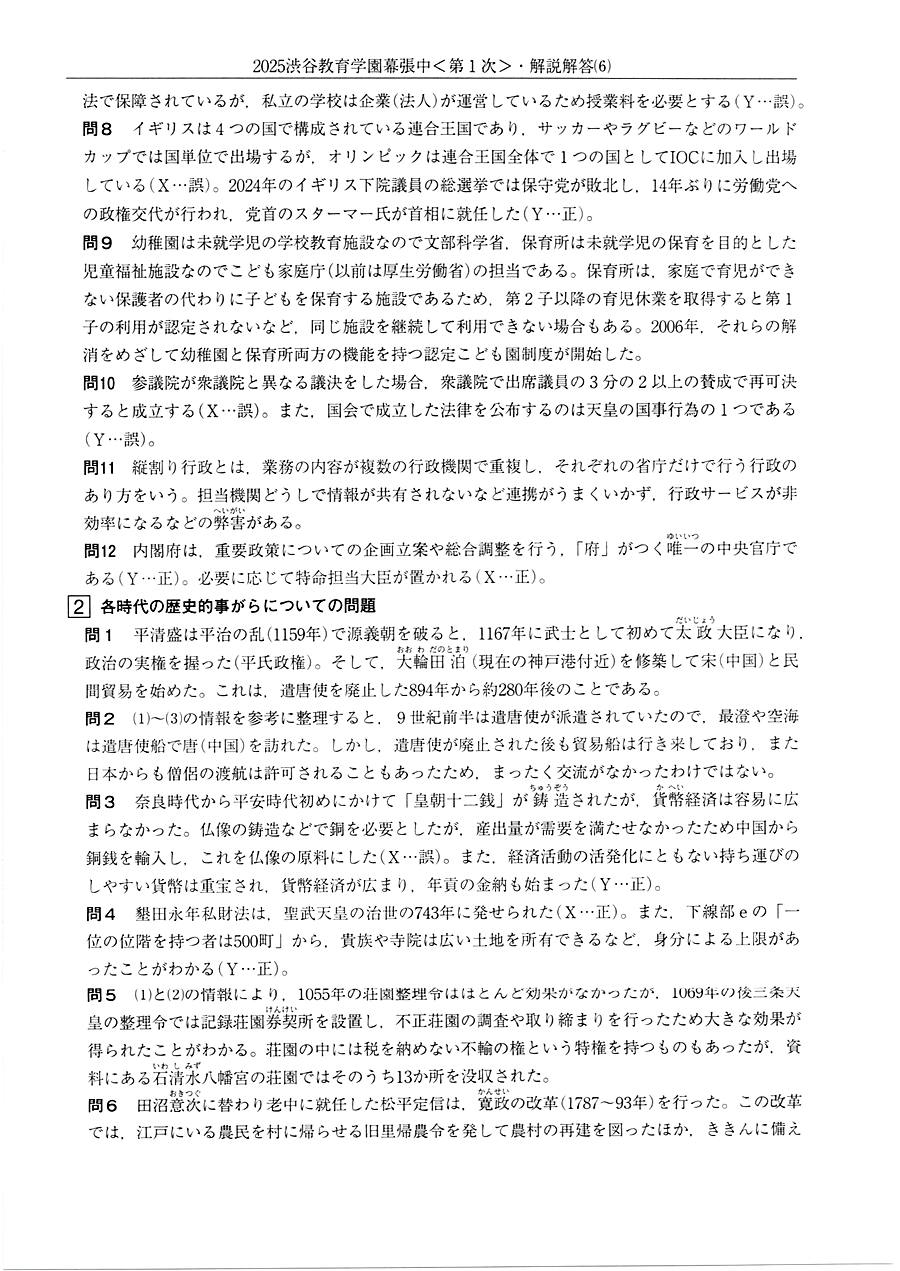 2025渋谷教育学園幕張中＜第１次＞・解説解答(6)
法で保障されているが，私立の学校は企業(法人)が運営しているため授業料を必要とする(Ｙ…誤)。
問８　イギリスは４つの国で構成されている連合王国であり，サッカーやラグビーなどのワールド
カップでは国単位で出場するが，オリンピックは連合王国全体で１つの国としてIOCに加入し出場
している(Ｘ…誤)。2024年のイギリス下院議員の総選挙では保守党が敗北し，14年ぶりに労働党へ
の政権交代が行われ，党首のスターマー氏が首相に就任した(Ｙ…正)。
問９　幼稚園は未就学児の学校教育施設なので文部科学省，保育所は未就学児の保育を目的とした
児童福祉施設なのでこども家庭庁(以前は厚生労働省)の担当である。保育所は，家庭で育児ができ
ない保護者の代わりに子どもを保育する施設であるため，第２子以降の育児休業を取得すると第１
子の利用が認定されないなど，同じ施設を継続して利用できない場合もある。2006年，それらの解
消をめざして幼稚園と保育所両方の機能を持つ認定こども園制度が開始した。
問10　参議院が衆議院と異なる議決をした場合，衆議院で出席議員の３分の２以上の賛成で再可決
すると成立する(Ｘ…誤)。また，国会で成立した法律を公布するのは天皇の国事行為の１つである
(Ｙ…誤)。
問11　縦割り行政とは，業務の内容が複数の行政機関で重複し，それぞれの省庁だけで行う行政の
あり方をいう。担当機関どうしで情報が共有されないなど連携がうまくいかず，行政サービスが非
へいがい
効率になるなどの弊害がある。
ゆいいつ
問12　内閣府は，重要政策についての企画立案や総合調整を行う，「府」がつく唯一の中央官庁で
ある(Ｙ…正)。必要に応じて特命担当大臣が置かれる(Ｘ…正)。
２　各時代の歴史的事がらについての問題
だいじょう
問１　平清盛は平治の乱(1159年)で源義朝を破ると，1167年に武士として初めて太政大臣になり，
おおわだのとまり
政治の実権を握った(平氏政権)。そして，大輪田泊(現在の神戸港付近)を修築して宋(中国)と民
間貿易を始めた。これは，遣唐使を廃止した894年から約280年後のことである。
問２　(1)～(3)の情報を参考に整理すると，９世紀前半は遣唐使が派遣されていたので，最澄や空海
は遣唐使船で唐(中国)を訪れた。しかし，遣唐使が廃止された後も貿易船は行き来しており，また
日本からも僧侶の渡航は許可されることもあったため，まったく交流がなかったわけではない。
ちゅうぞう　かへい
問３　奈良時代から平安時代初めにかけて「皇朝十二銭」が鋳造されたが，貨幣経済は容易に広
まらなかった。仏像の鋳造などで銅を必要としたが，産出量が需要を満たせなかったため中国から
銅銭を輸入し，これを仏像の原料にした(Ｘ…誤)。また，経済活動の活発化にともない持ち運びの
しやすい貨幣は重宝され，貨幣経済が広まり，年貢の金納も始まった(Ｙ…正)。
問４　墾田永年私財法は，聖武天皇の治世の743年に発せられた(Ｘ…正)。また，下線部ｅの「一
位の位階を持つ者は500町」から，貴族や寺院は広い土地を所有できるなど，身分による上限があ
ったことがわかる(Ｙ…正)。
問５　(1)と(2)の情報により，1055年の荘園整理令はほとんど効果がなかったが，1069年の後三条天
けんけい
皇の整理令では記録荘園券契所を設置し，不正荘園の調査や取り締まりを行ったため大きな効果が
得られたことがわかる。荘園の中には税を納めない不輸の権という特権を持つものもあったが，資
いわしみず
料にある石清水八幡宮の荘園ではそのうち13か所を没収された。
おきつぐ　かんせい
問６　田沼意次に替わり老中に就任した松平定信は，寛政の改革(1787～93年)を行った。この改革
では，江戸にいる農民を村に帰らせる旧里帰農令を発して農村の再建を図ったほか，ききんに備え